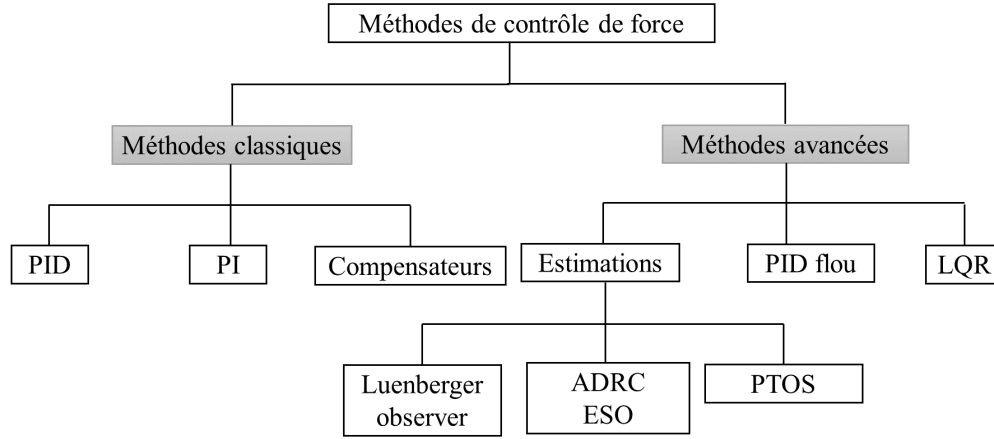 Méthodes de contrôle de force
Méthodes classiques
Méthodes avancées
PID
PI
Compensateurs
Estimations
PID flou
LQR
Luenberger
observer
ADRC
ESO
PTOS